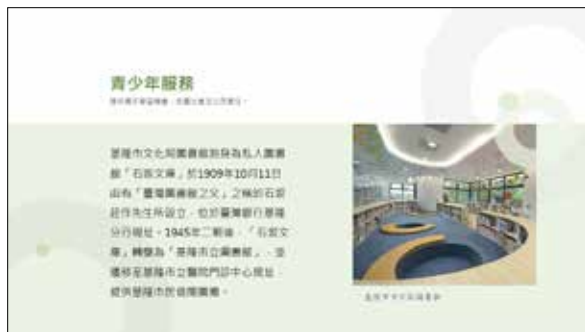 青少年服務
基隆市文化局圖書館前身為私人圖書
館「石坂文庫」，於1909年10月11日
由有「臺灣圖書館之父」之稱的石坂
莊作先生所設立，位於臺灣銀行基隆
分行現址。1945年二戰後，「石坂文
庫」轉型為「基隆市立圖書館」，並
遷移至基隆市立醫院門診中心現址，
提供基隆市民借閱圖書。